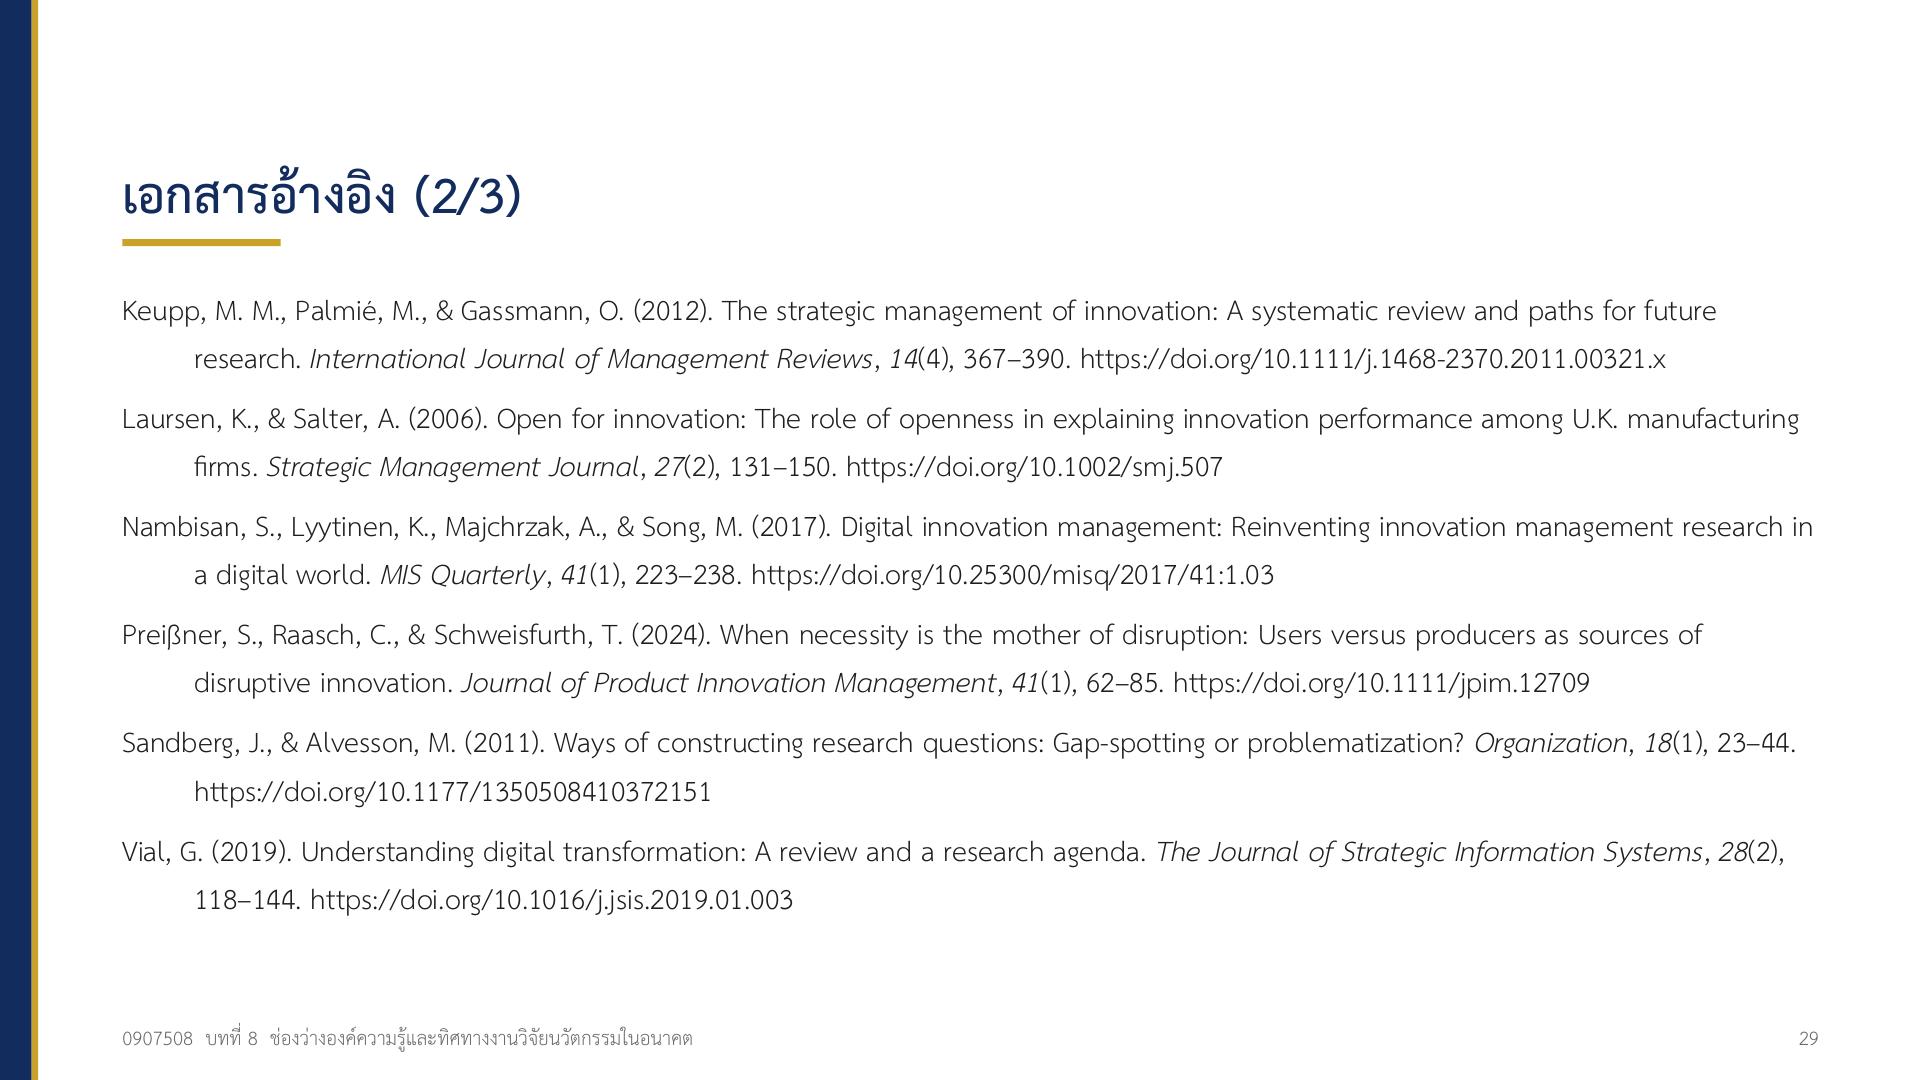 เอกสารอ้างอิง (2/3)
Keupp, M. M., Palmié, M., & Gassmann, O. (2012). The strategic management of innovation: A systematic review and paths for future
research. International Journal of Management Reviews, 14(4), 367–390. https://doi.org/10.1111/j.1468-2370.2011.00321.x
Laursen, K., & Salter, A. (2006). Open for innovation: The role of openness in explaining innovation performance among U.K. manufacturing
firms. Strategic Management Journal, 27(2), 131–150. https://doi.org/10.1002/smj.507
Nambisan, S., Lyytinen, K., Majchrzak, A., & Song, M. (2017). Digital innovation management: Reinventing innovation management research in
a digital world. MIS Quarterly, 41(1), 223–238. https://doi.org/10.25300/misq/2017/41:1.03
Preißner, S., Raasch, C., & Schweisfurth, T. (2024). When necessity is the mother of disruption: Users versus producers as sources of
disruptive innovation. Journal of Product Innovation Management, 41(1), 62–85. https://doi.org/10.1111/jpim.12709
Sandberg, J., & Alvesson, M. (2011). Ways of constructing research questions: Gap-spotting or problematization? Organization, 18(1), 23–44.
https://doi.org/10.1177/1350508410372151
Vial, G. (2019). Understanding digital transformation: A review and a research agenda. The Journal of Strategic Information Systems, 28(2),
118–144. https://doi.org/10.1016/j.jsis.2019.01.003
0907508 บทที่ 8 ช่องว่างองค์ความรู้และทิศทางงานวิจัยนวัตกรรมในอนาคต
29